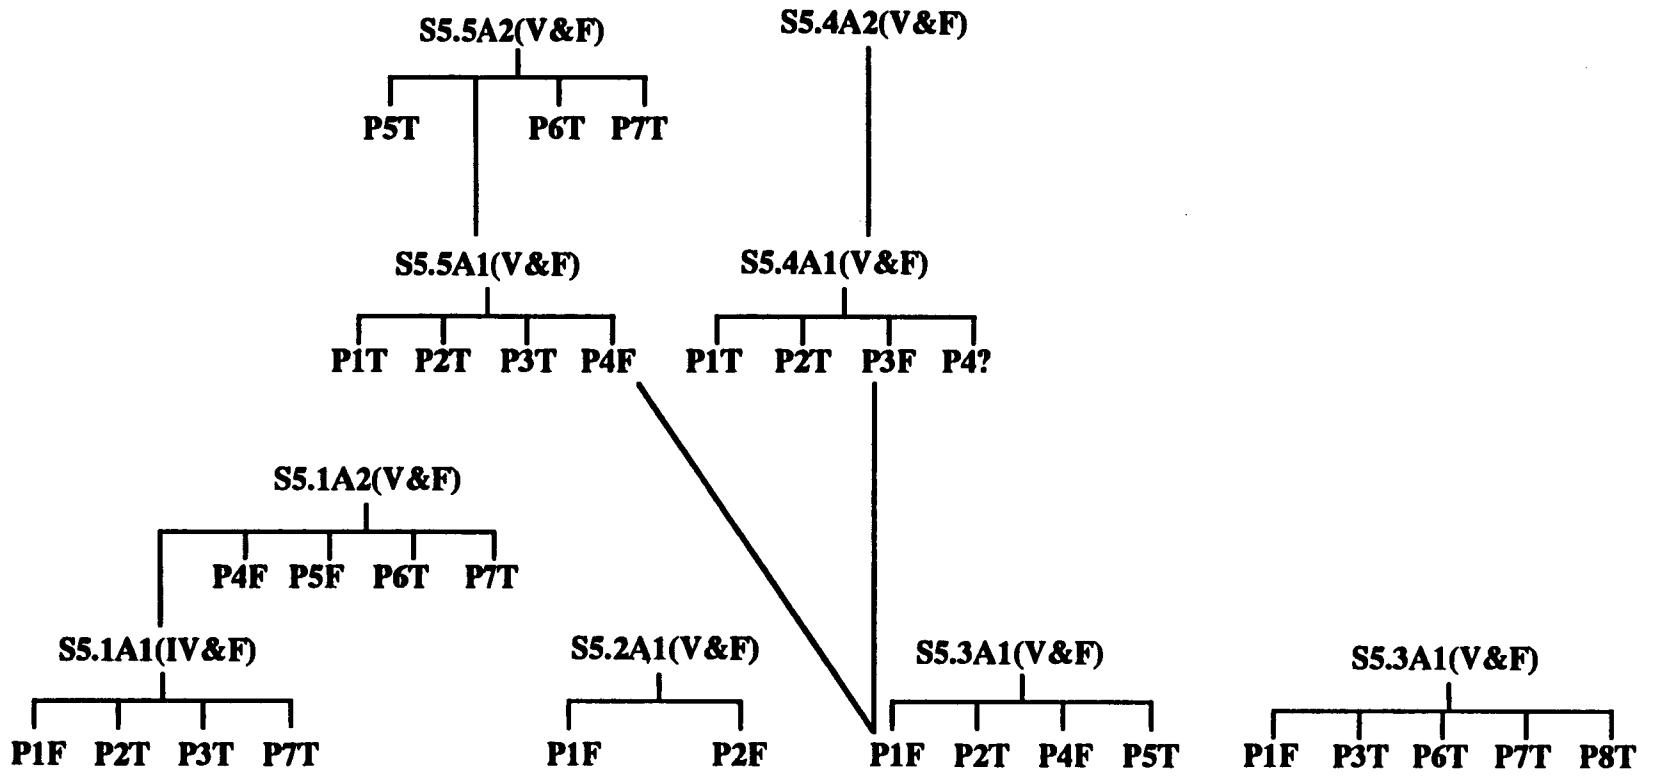 S5.5A2(V&F) S5.4A2(V&F)
P5T P6T P7T
S5.5A1(V&F) S5.4A1(V&F)
P1T P2T P3T P4F P1T P2T P3F P4?
S5.1A2(V&F)
P4F P5F P6T P7T
S5.1A1(IV&F) S5.2A1(V&F) S5.3A1(V&F) S5.3A1(V&F)
P1F P2T P3T P7T P1F P2F P1F P2T P4F P5T P1F P3T P6T P7T P8T